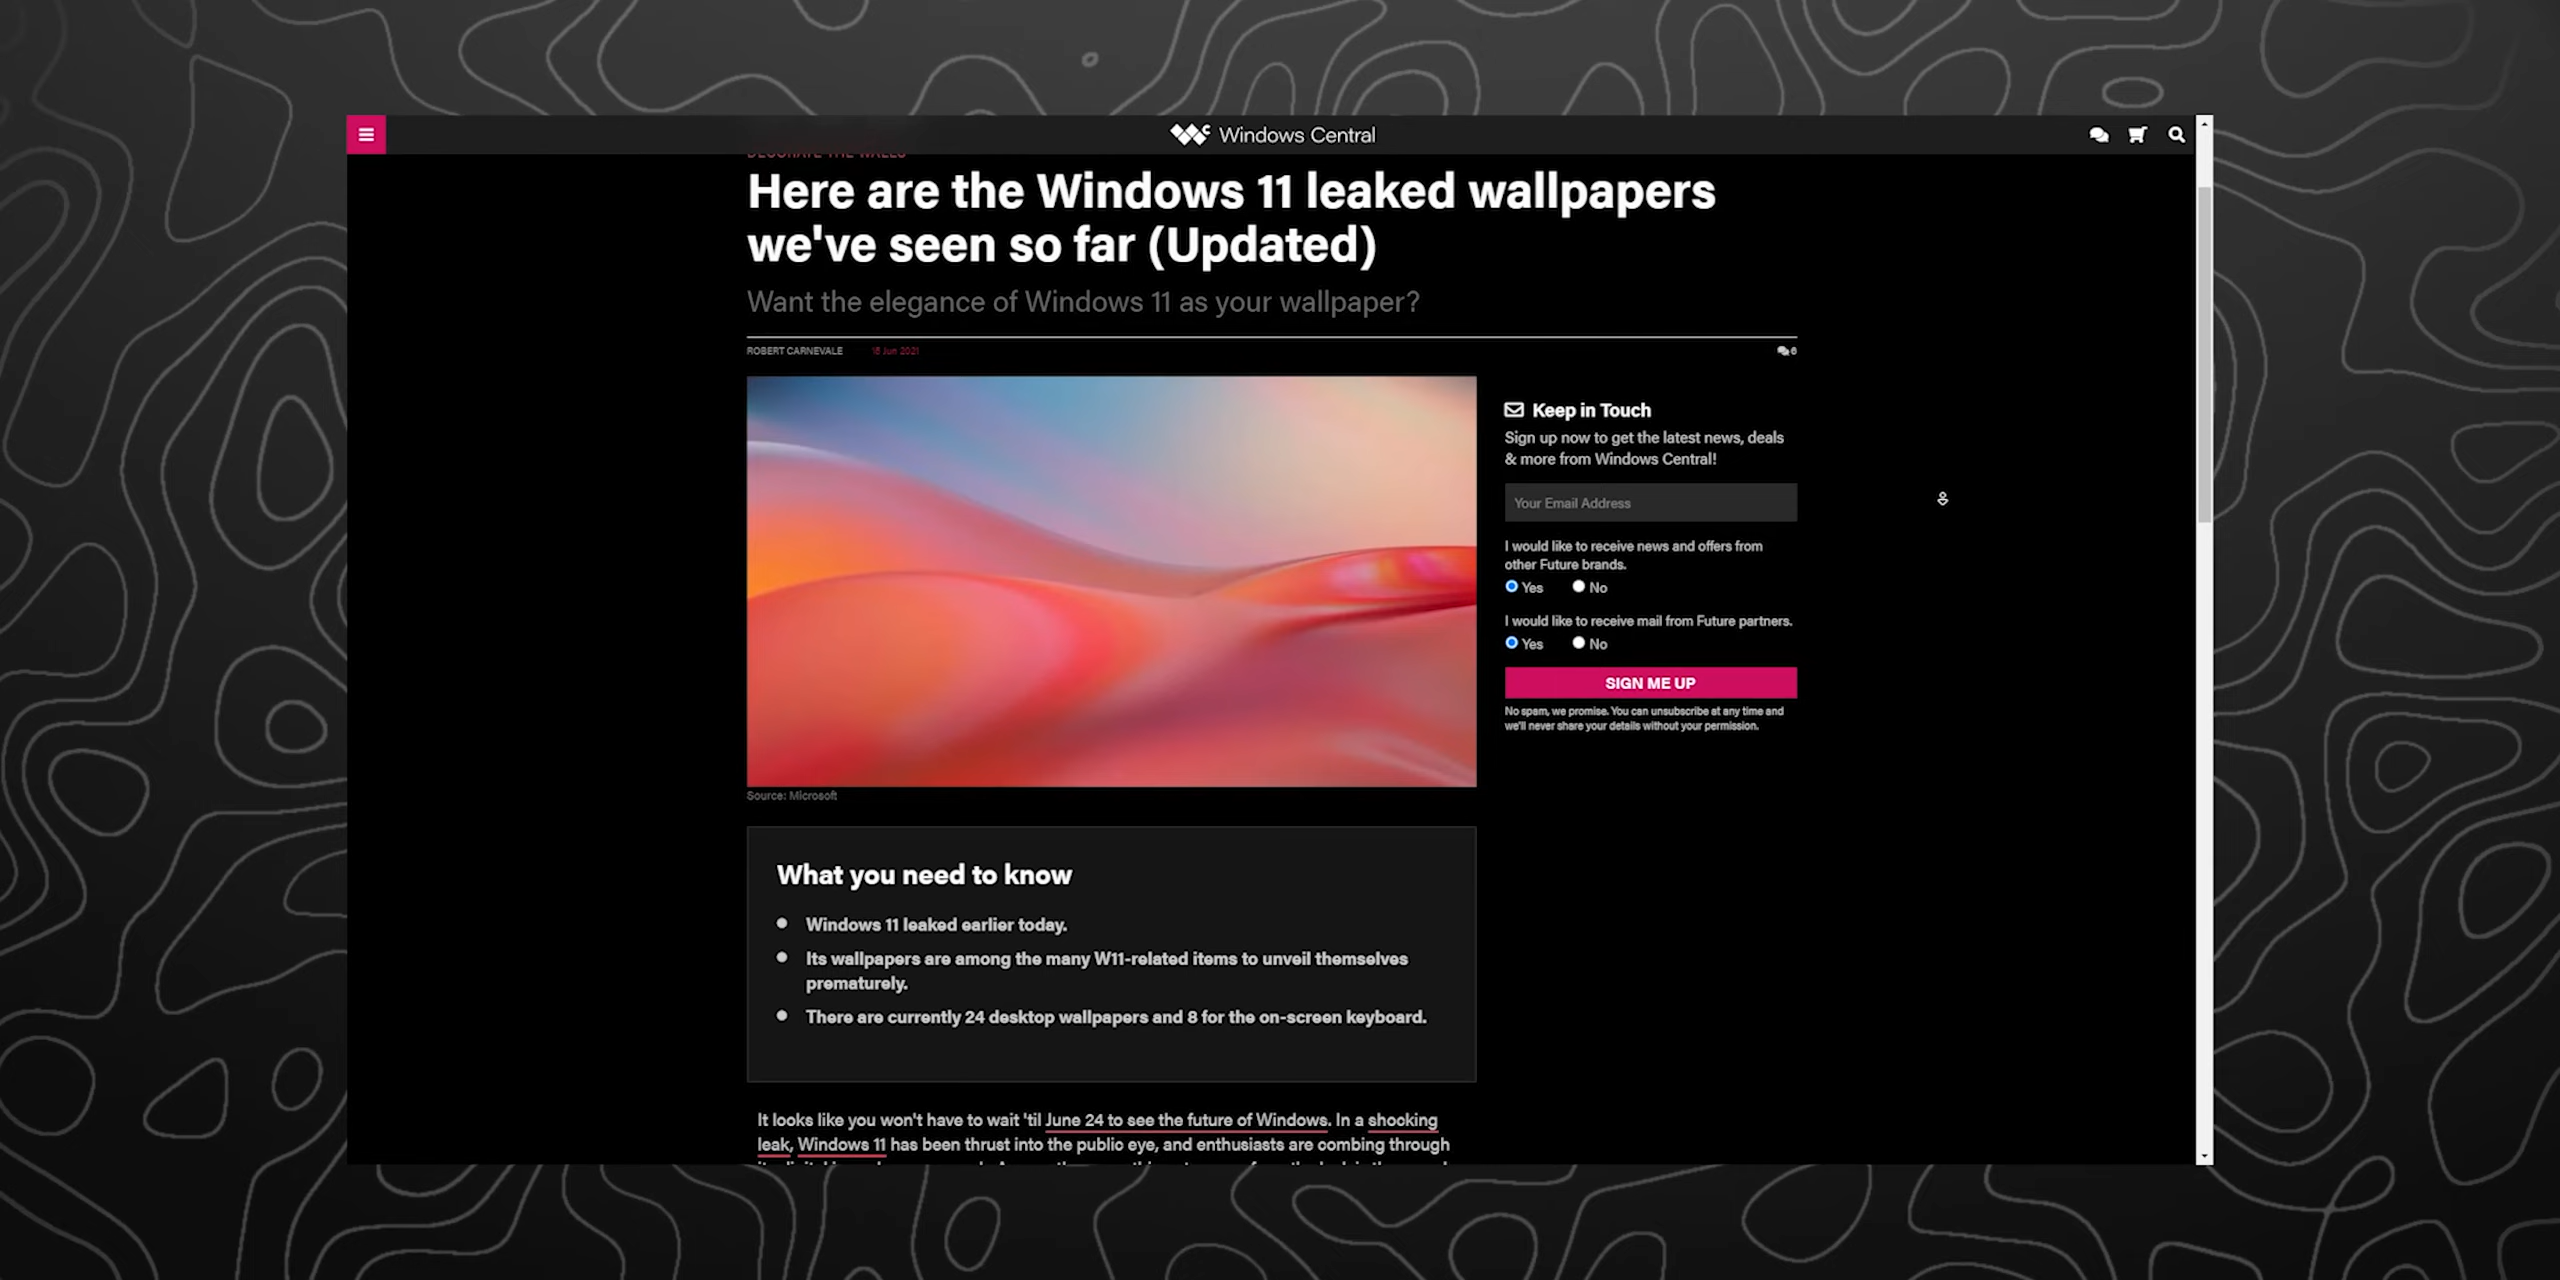 Windows Central
DECORATE THE WALLS
Here are the Windows 11 leaked wallpapers
we've seen so far (Updated)
Want the elegance of Windows 11 as your wallpaper?
ROBERT CARNEVALE 15 Jun 2021
6
Keep in Touch
Sign up now to get the latest news, deals
& more from Windows Central!
Your Email Address
I would like to receive news and offers from
other Future brands.
Yes No
I would like to receive mail from Future partners.
Yes No
SIGN ME UP
No spam, we promise. You can unsubscribe at any time and
we'll never share your details without your permission.
Source: Microsoft
What you need to know
Windows 11 leaked earlier today.
Its wallpapers are among the many W11-related items to unveil themselves
prematurely.
There are currently 24 desktop wallpapers and 8 for the on-screen keyboard.
It looks like you won't have to wait 'til June 24 to see the future of Windows. In a shocking
leak, Windows 11 has been thrust into the public eye, and enthusiasts are combing through